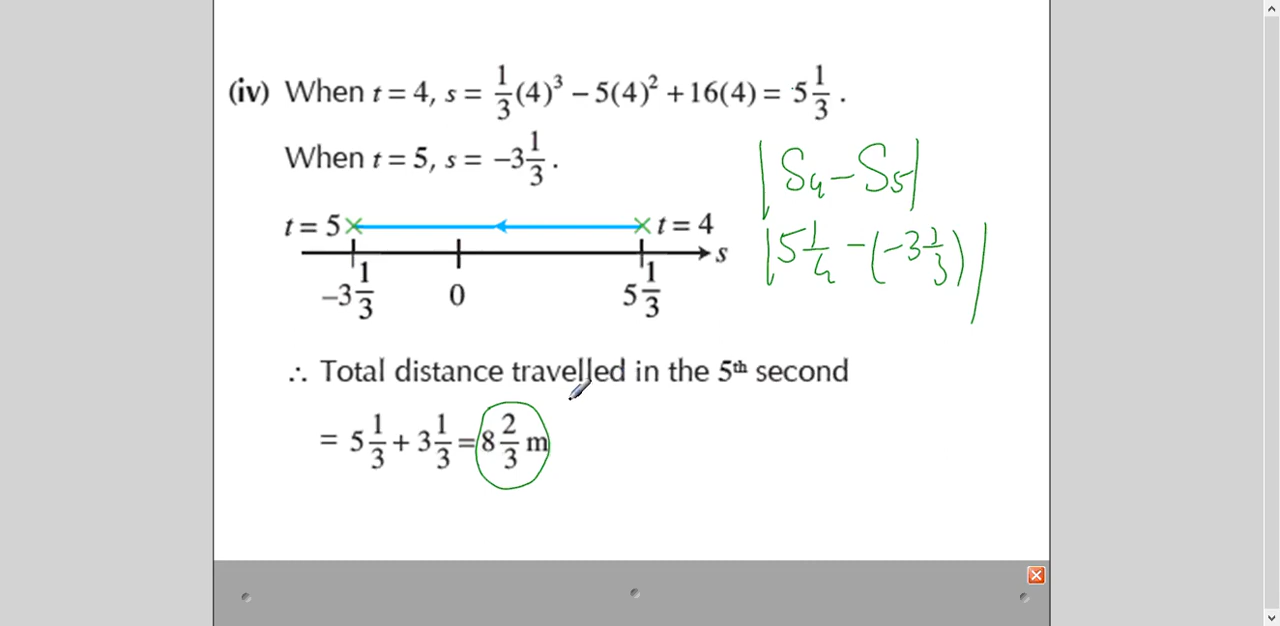 (iv) When t = 4, s = 1/3(4)³ − 5(4)² + 16(4) = 5 1/3 .
When t = 5, s = −3 1/3 .
|S₄ − S₅|
t = 5 t = 4
s
|5 1/4 − (−3 1/3)|
−3 1/3 0 5 1/3
∴ Total distance travelled in the 5th second
= 5 1/3 + 3 1/3 = 8 2/3 m